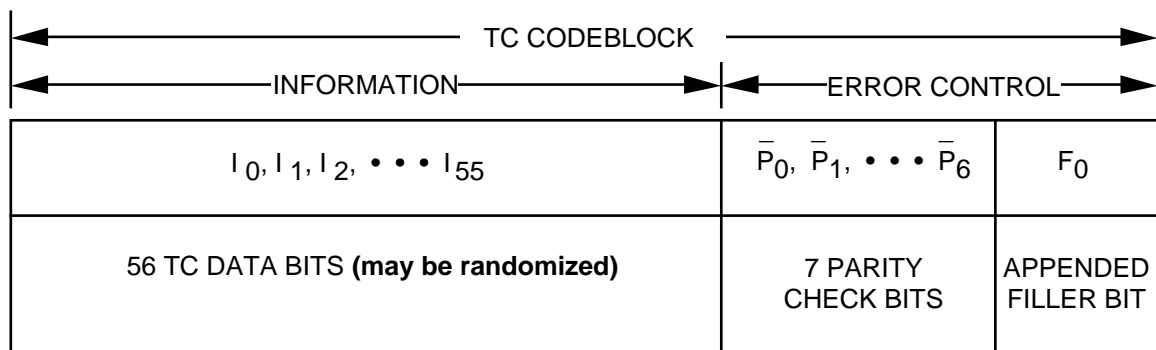 TC CODEBLOCK
INFORMATION
ERROR CONTROL
I₀, I₁, I₂, • • • I₅₅
P̅₀, P̅₁, • • • P̅₆
F₀
56 TC DATA BITS (may be randomized)
7 PARITY
CHECK BITS
APPENDED
FILLER BIT